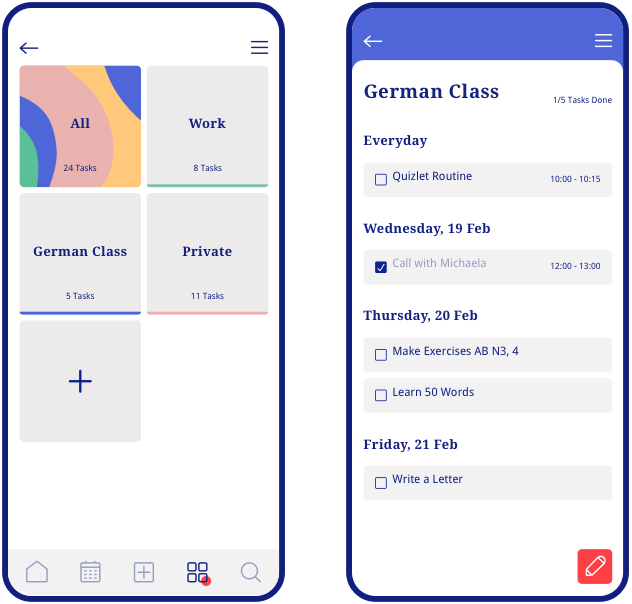 All
24 Tasks
Work
8 Tasks
German Class
5 Tasks
Private
11 Tasks
German Class
1/5 Tasks Done
Everyday
Quizlet Routine
10:00 - 10:15
Wednesday, 19 Feb
Call with Michaela
12:00 - 13:00
Thursday, 20 Feb
Make Exercises AB N3, 4
Learn 50 Words
Friday, 21 Feb
Write a Letter